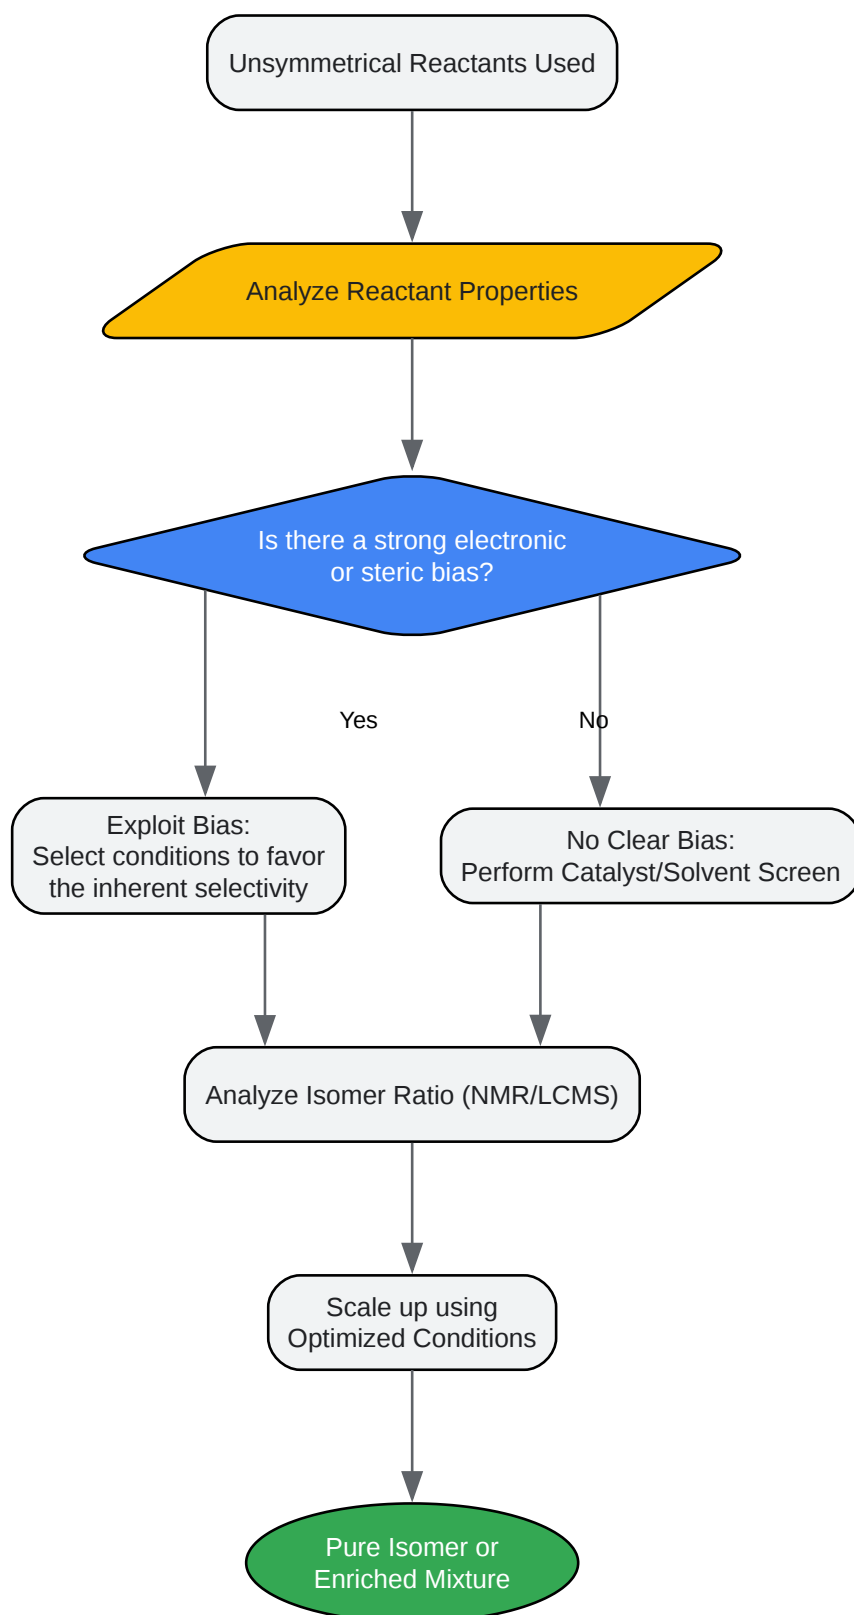 Unsymmetrical Reactants Used
Analyze Reactant Properties
Is there a strong electronic
or steric bias?
Yes
No
Exploit Bias:
Select conditions to favor
the inherent selectivity
No Clear Bias:
Perform Catalyst/Solvent Screen
Analyze Isomer Ratio (NMR/LCMS)
Scale up using
Optimized Conditions
Pure Isomer or
Enriched Mixture